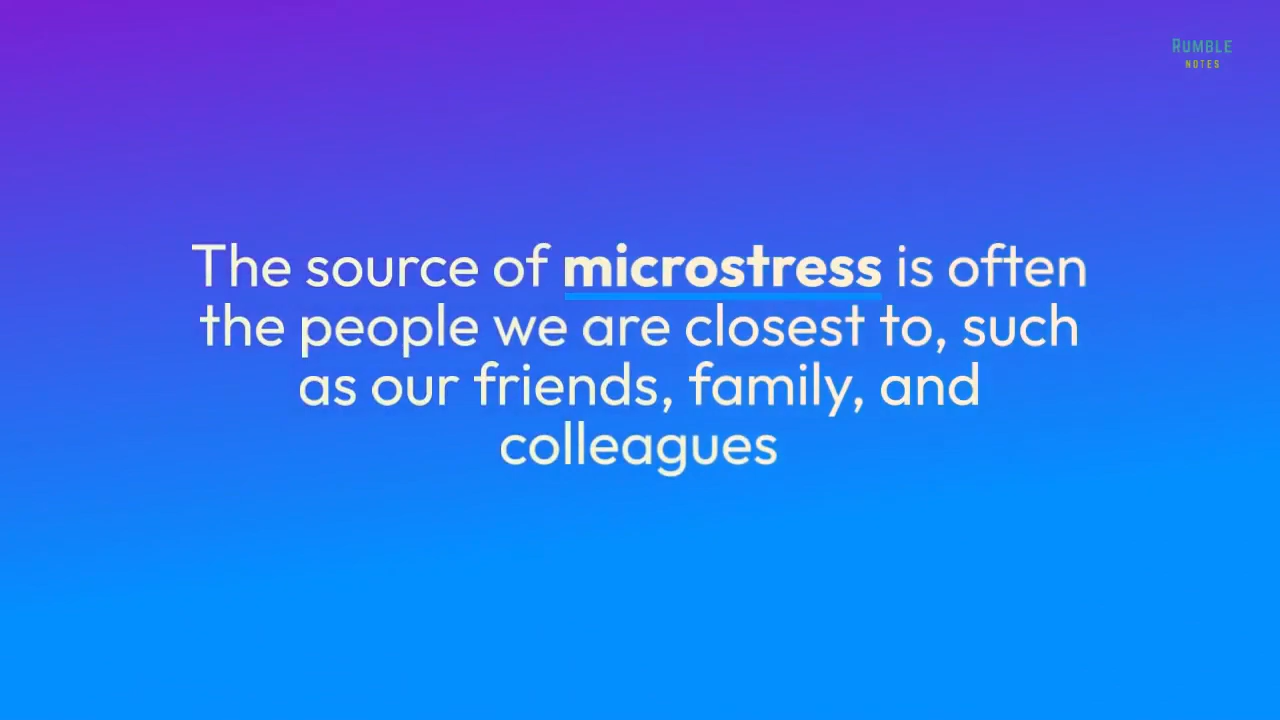 RUMBLE
NOTES
The source of microstress is often
the people we are closest to, such
as our friends, family, and
colleagues